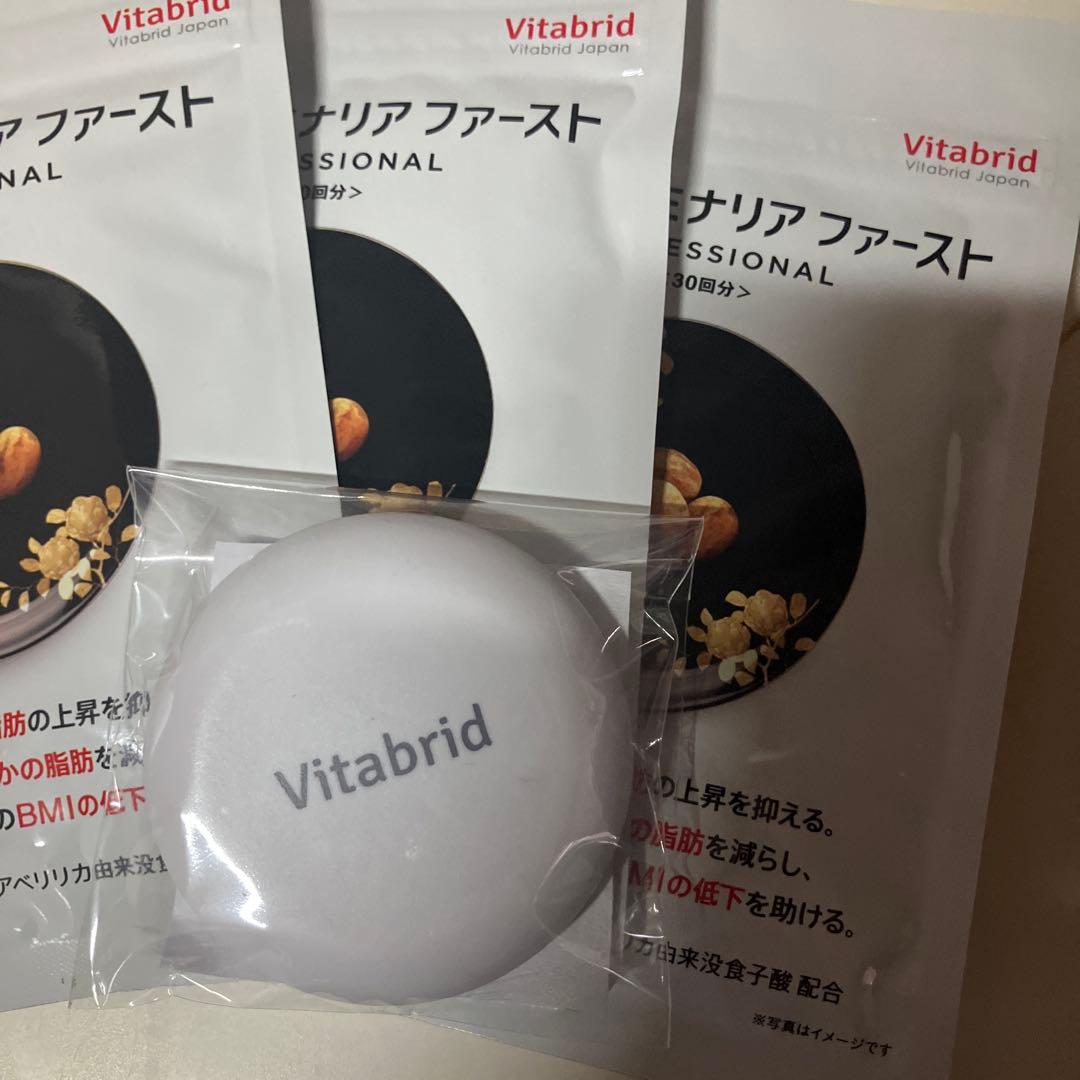 Vitabrid
Vitabrid Japan
ア ファースト
NAL
脂肪の上昇を抑
かの脂肪を減
のBMIの低下
アベリリカ由来没
Vitabrid
Vitabrid Japan
ナリア ファースト
SSIONAL
0回分＞
Vitabrid
Vitabrid Japan
モナリア ファースト
ESSIONAL
30回分＞
の上昇を抑える。
の脂肪を減らし、
MIの低下を助ける。
リカ由来没食子酸 配合
※写真はイメージです
Vitabrid